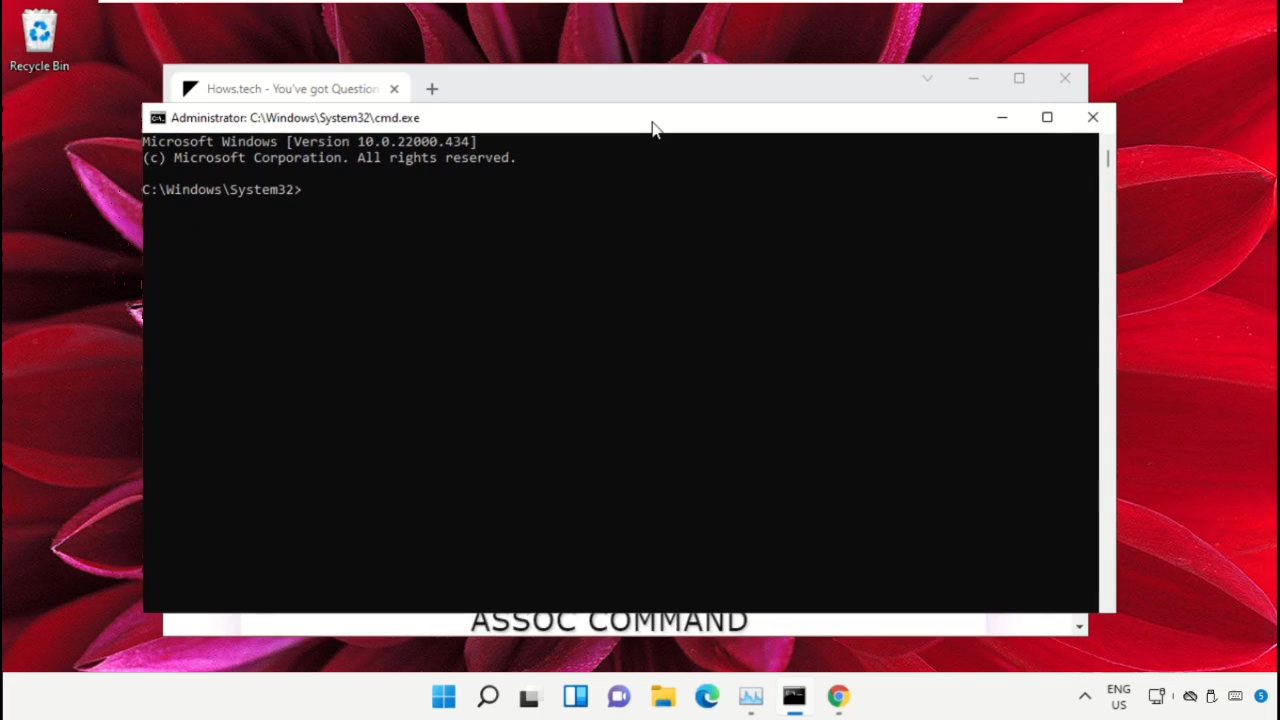 Recycle Bin
Hows.tech - You've got Question
Administrator: C:\Windows\System32\cmd.exe
Microsoft Windows [Version 10.0.22000.434]
(c) Microsoft Corporation. All rights reserved.
C:\Windows\System32>
ASSOC COMMAND
ENG
US
5